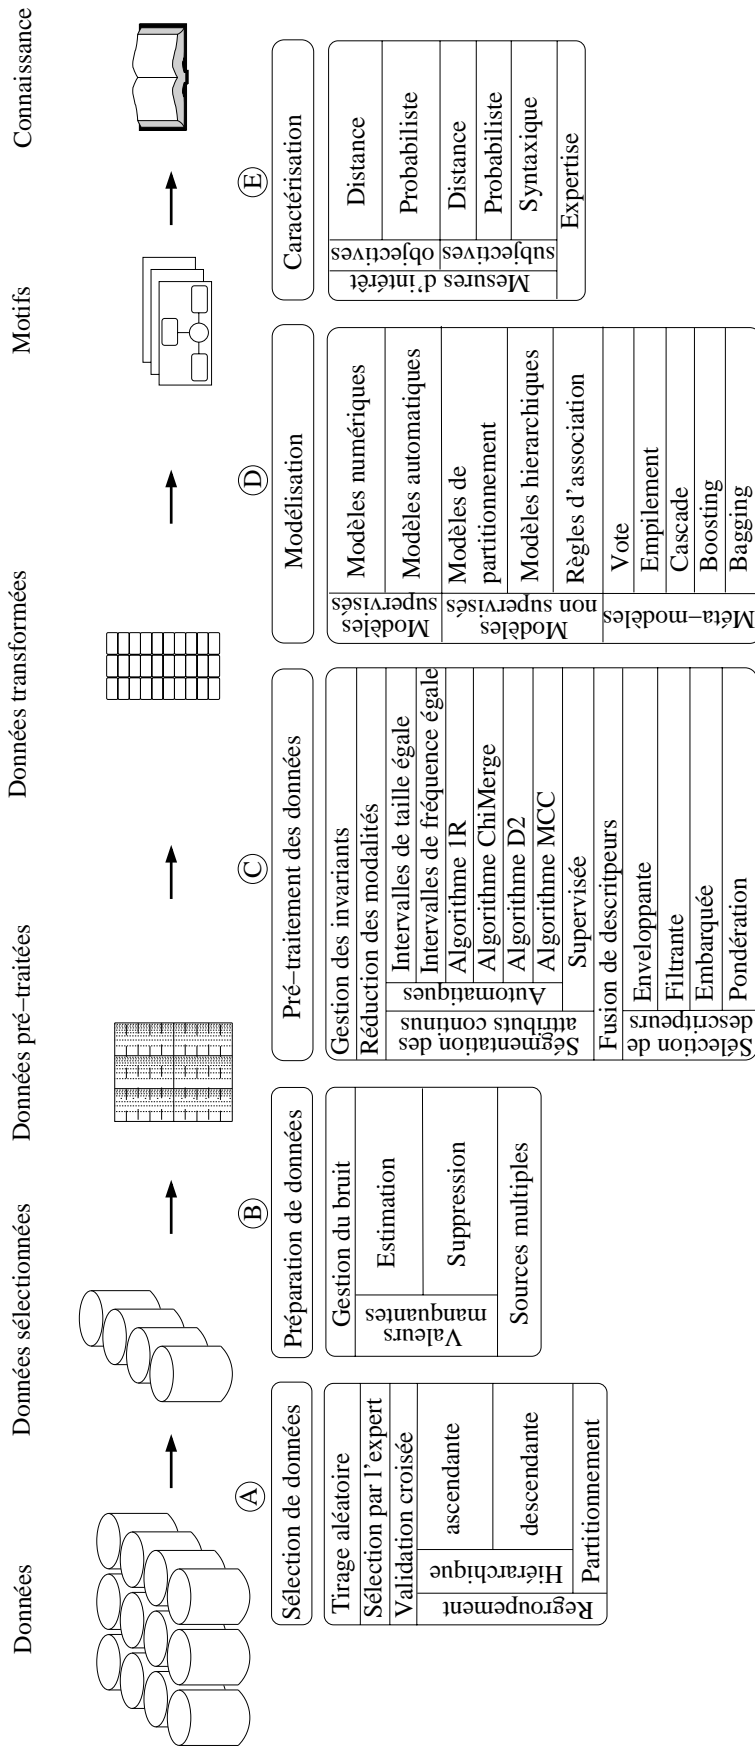 Données
Données sélectionnées
Données pré-traitées
Données transformées
Motifs
Connaissance
A
B
C
D
E
Sélection de données
Tirage aléatoire
Sélection par l'expert
Validation croisée
Regroupement
Hiérarchique
ascendante
descendante
Partitionnement
Préparation de données
Gestion du bruit
Valeurs
manquantes
Estimation
Suppression
Sources multiples
Pré-traitement des données
Gestion des invariants
Réduction des modalités
Ségmentation des
attributs continus
Automatiques
Intervalles de taille égale
Intervalles de fréquence égale
Algorithme 1R
Algorithme ChiMerge
Algorithme D2
Algorithme MCC
Supervisée
Fusion de descritpeurs
Sélection de
descritpeurs
Enveloppante
Filtrante
Embarquée
Pondération
Modélisation
Modèles
supervisés
Modèles numériques
Modèles automatiques
Modèles
non supervisés
Modèles de
partitionnement
Modèles hierarchiques
Règles d'association
Méta-modèles
Vote
Empilement
Cascade
Boosting
Bagging
Caractérisation
Mesures d'intérêt
objectives
Distance
Probabiliste
subjectives
Distance
Probabiliste
Syntaxique
Expertise